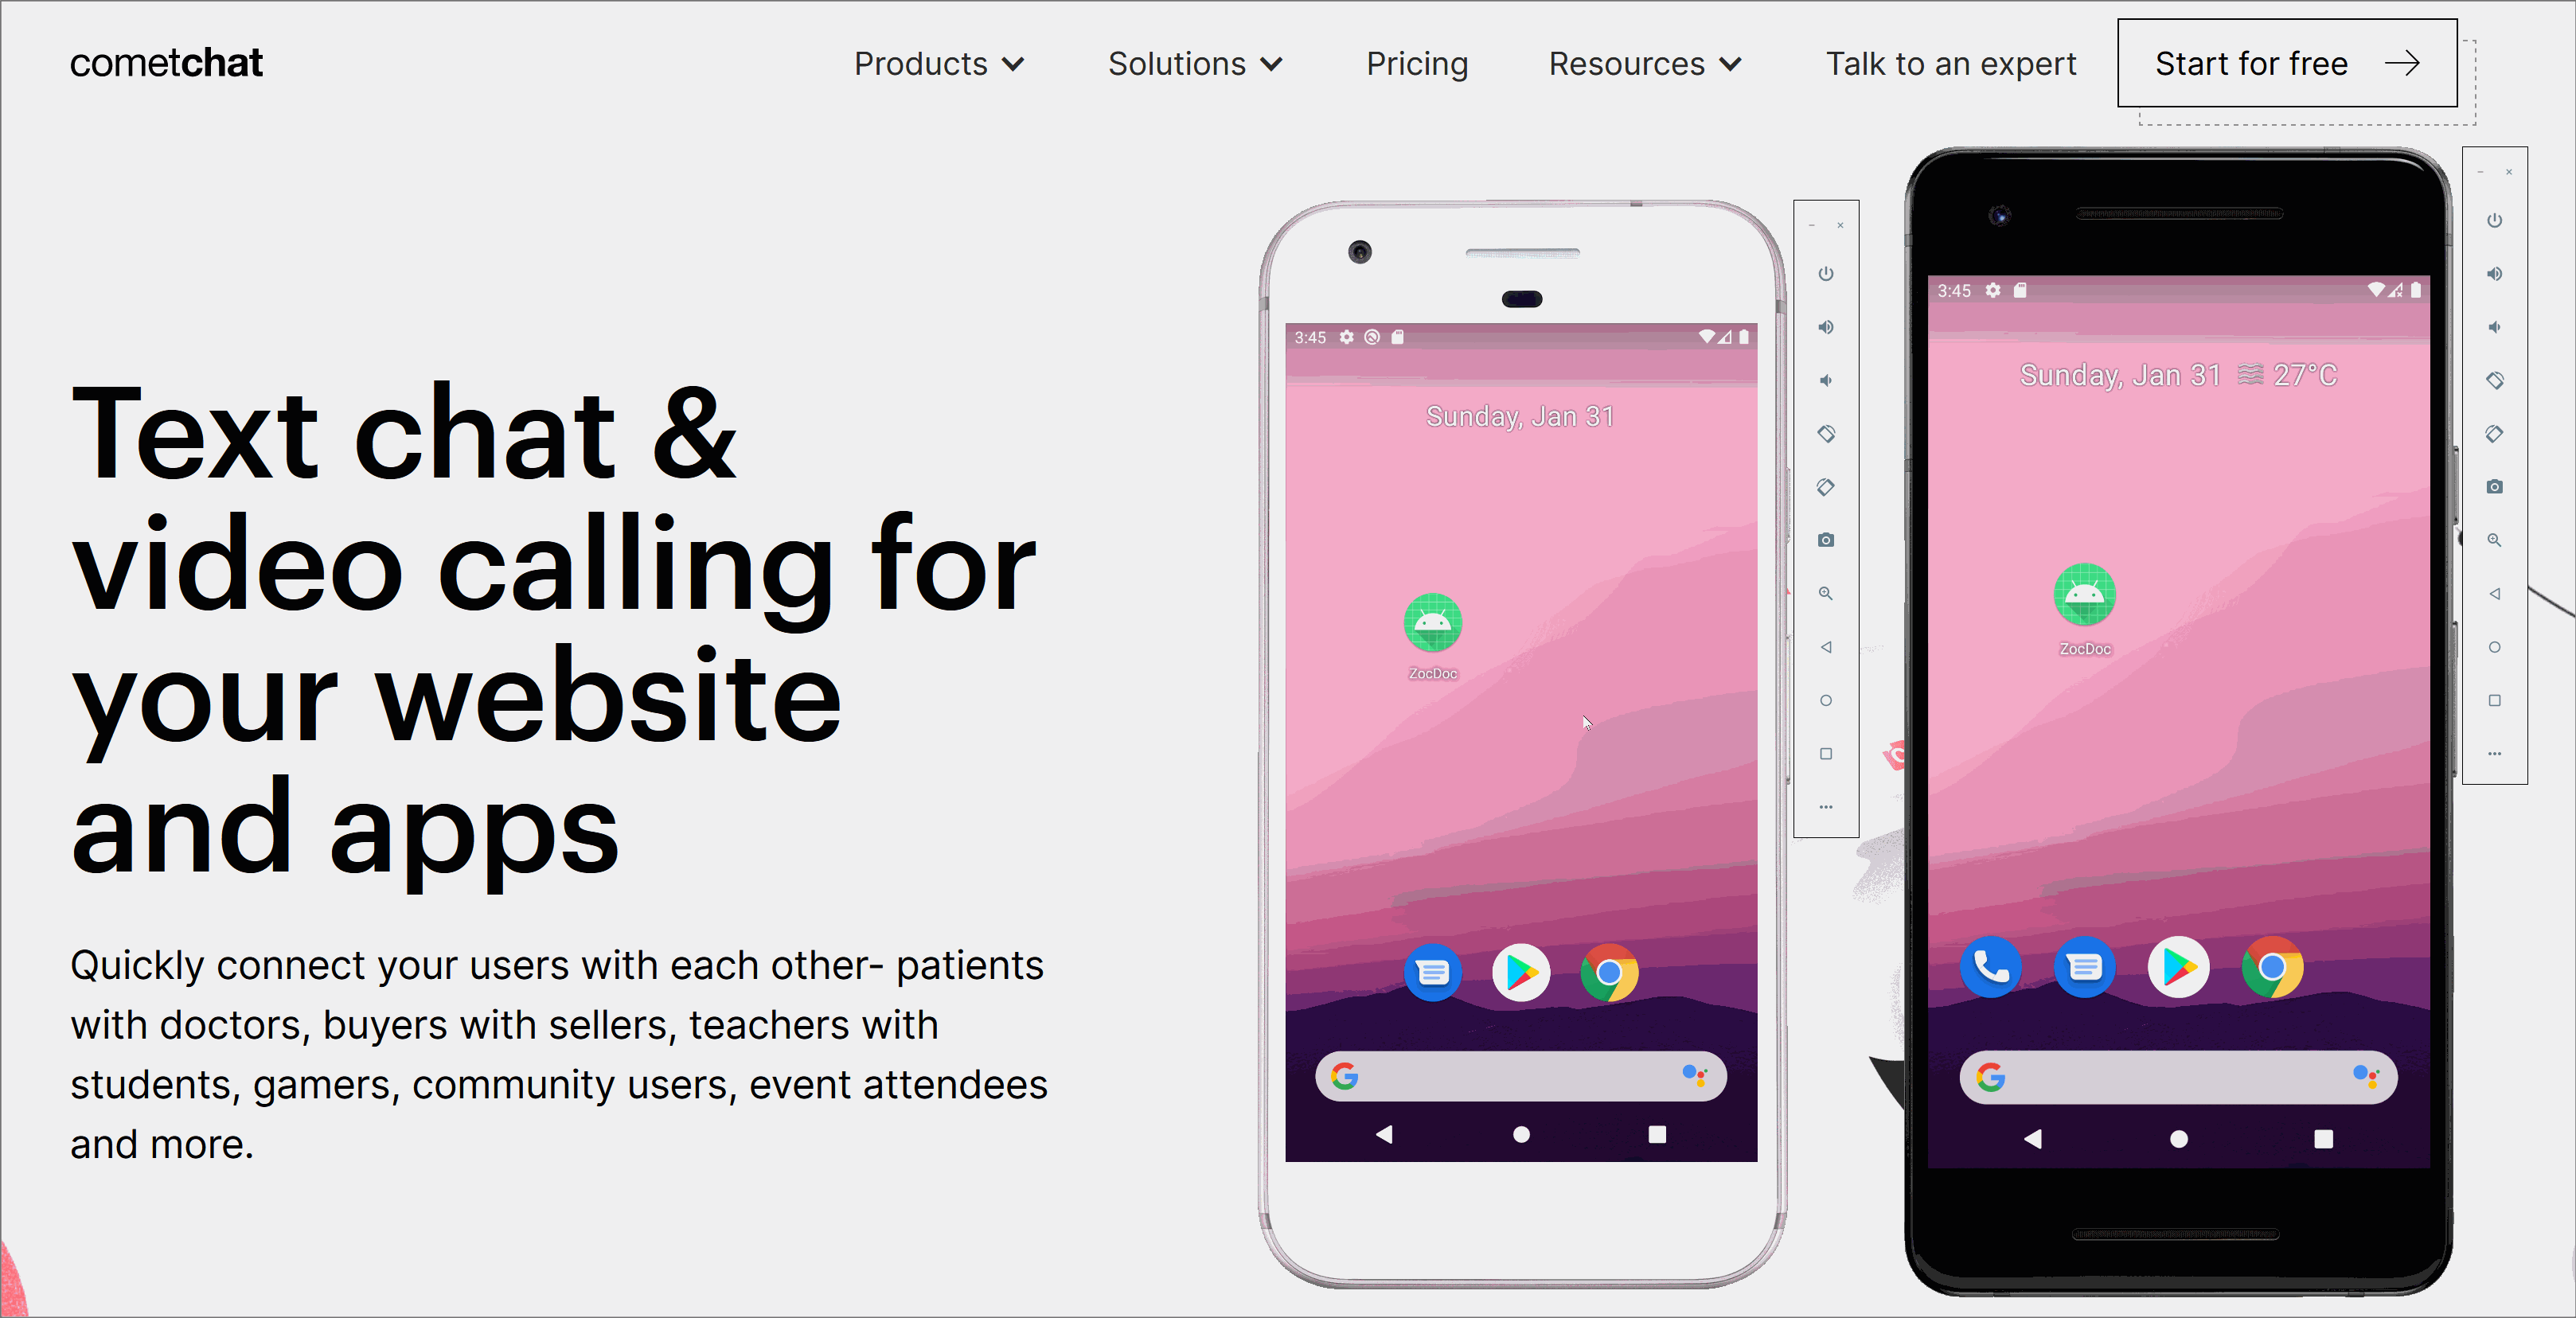 cometchat
Products
Solutions
Pricing
Resources
Talk to an expert
Start for free
Text chat &
video calling for
your website
and apps
Quickly connect your users with each other- patients
with doctors, buyers with sellers, teachers with
students, gamers, community users, event attendees
and more.
3:45
Sunday, Jan 31
ZocDoc
3:45
Sunday, Jan 31 27°C
ZocDoc